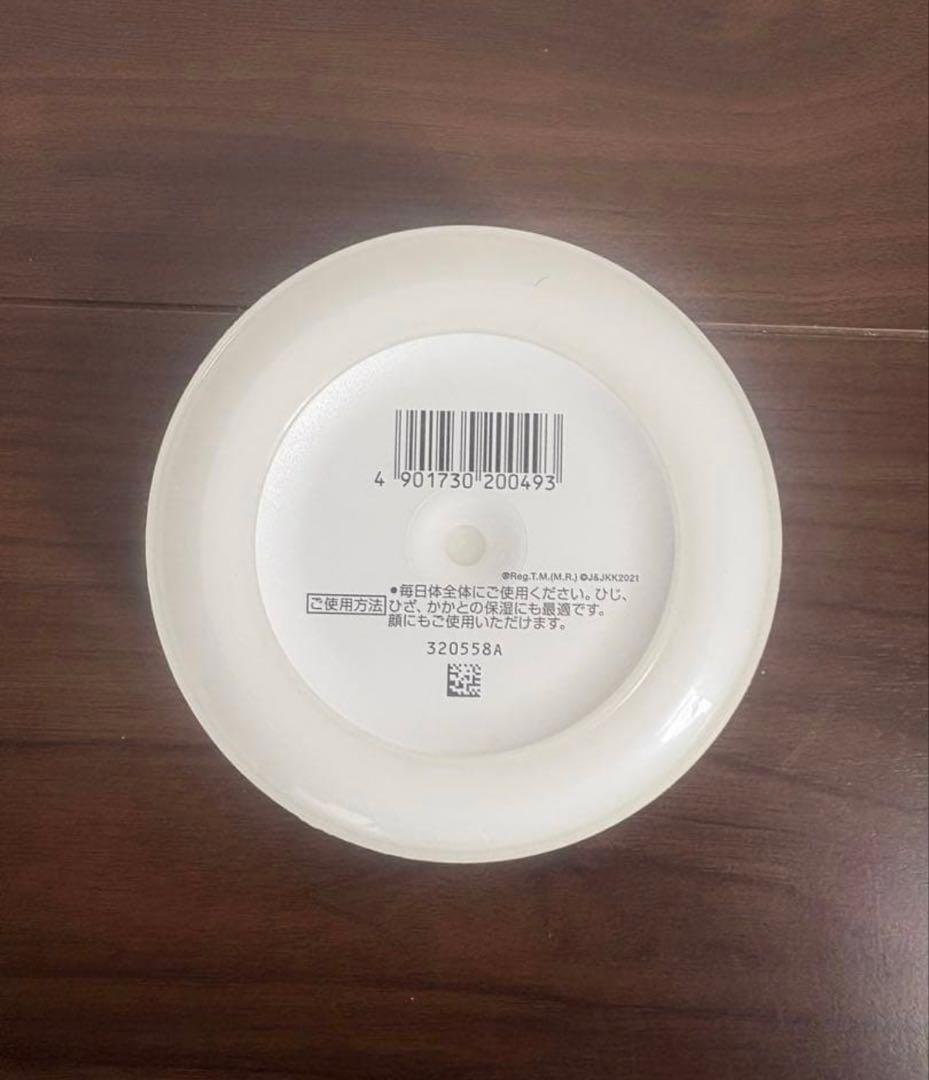 4 901730 200493
®Reg.T.M.(M.R.) ©J&JKK2021
ご使用方法 ●毎日体全体にご使用ください。ひじ、
ひざ、かかとの保湿にも最適です。
顔にもご使用いただけます。
320558A